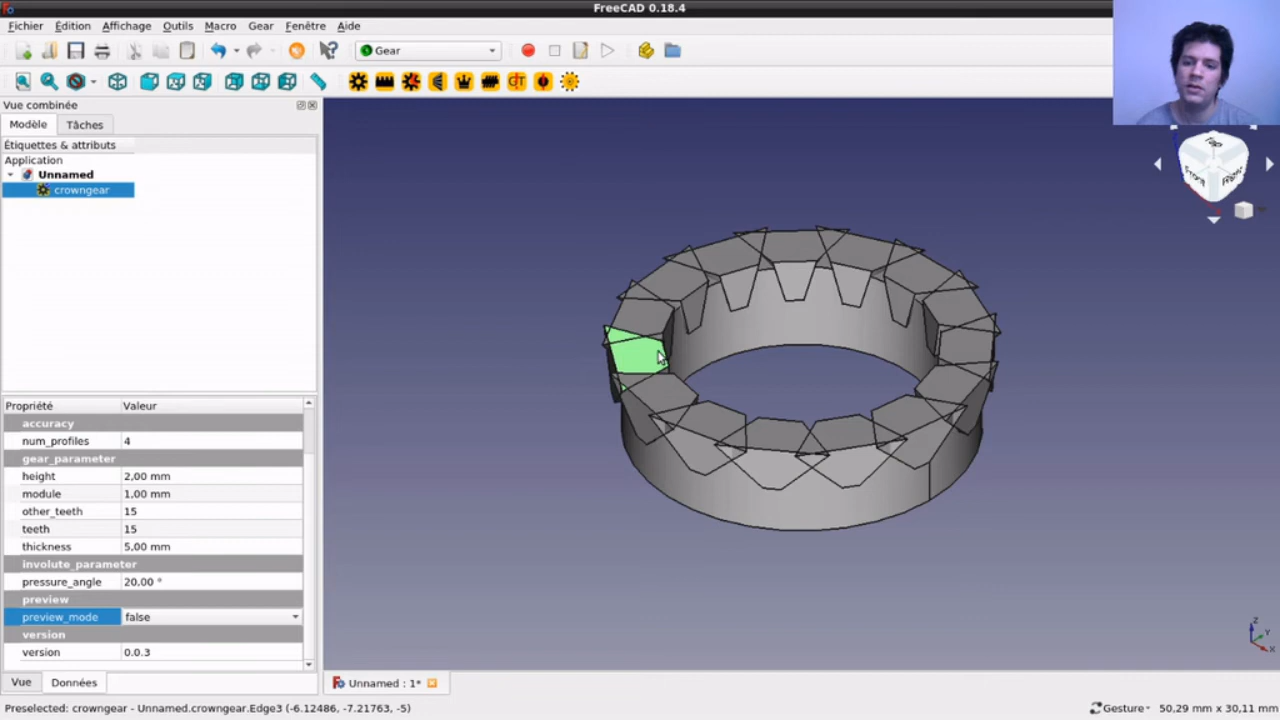 FreeCAD 0.18.4
Fichier Édition Affichage Outils Macro Gear Fenêtre Aide
Gear
Vue combinée
Modèle Tâches
Étiquettes & attributs
Application
Unnamed
crowngear
Top
Front Right
Propriété Valeur
accuracy
num_profiles 4
gear_parameter
height 2,00 mm
module 1,00 mm
other_teeth 15
teeth 15
thickness 5,00 mm
involute_parameter
pressure_angle 20.00 °
preview
preview_mode false
version
version 0.0.3
Z
Y
X
Vue Données
Unnamed : 1*
Preselected: crowngear - Unnamed.crowngear.Edge3 (-6.12486, -7.21763, -5)
Gesture 50,29 mm x 30,11 mm